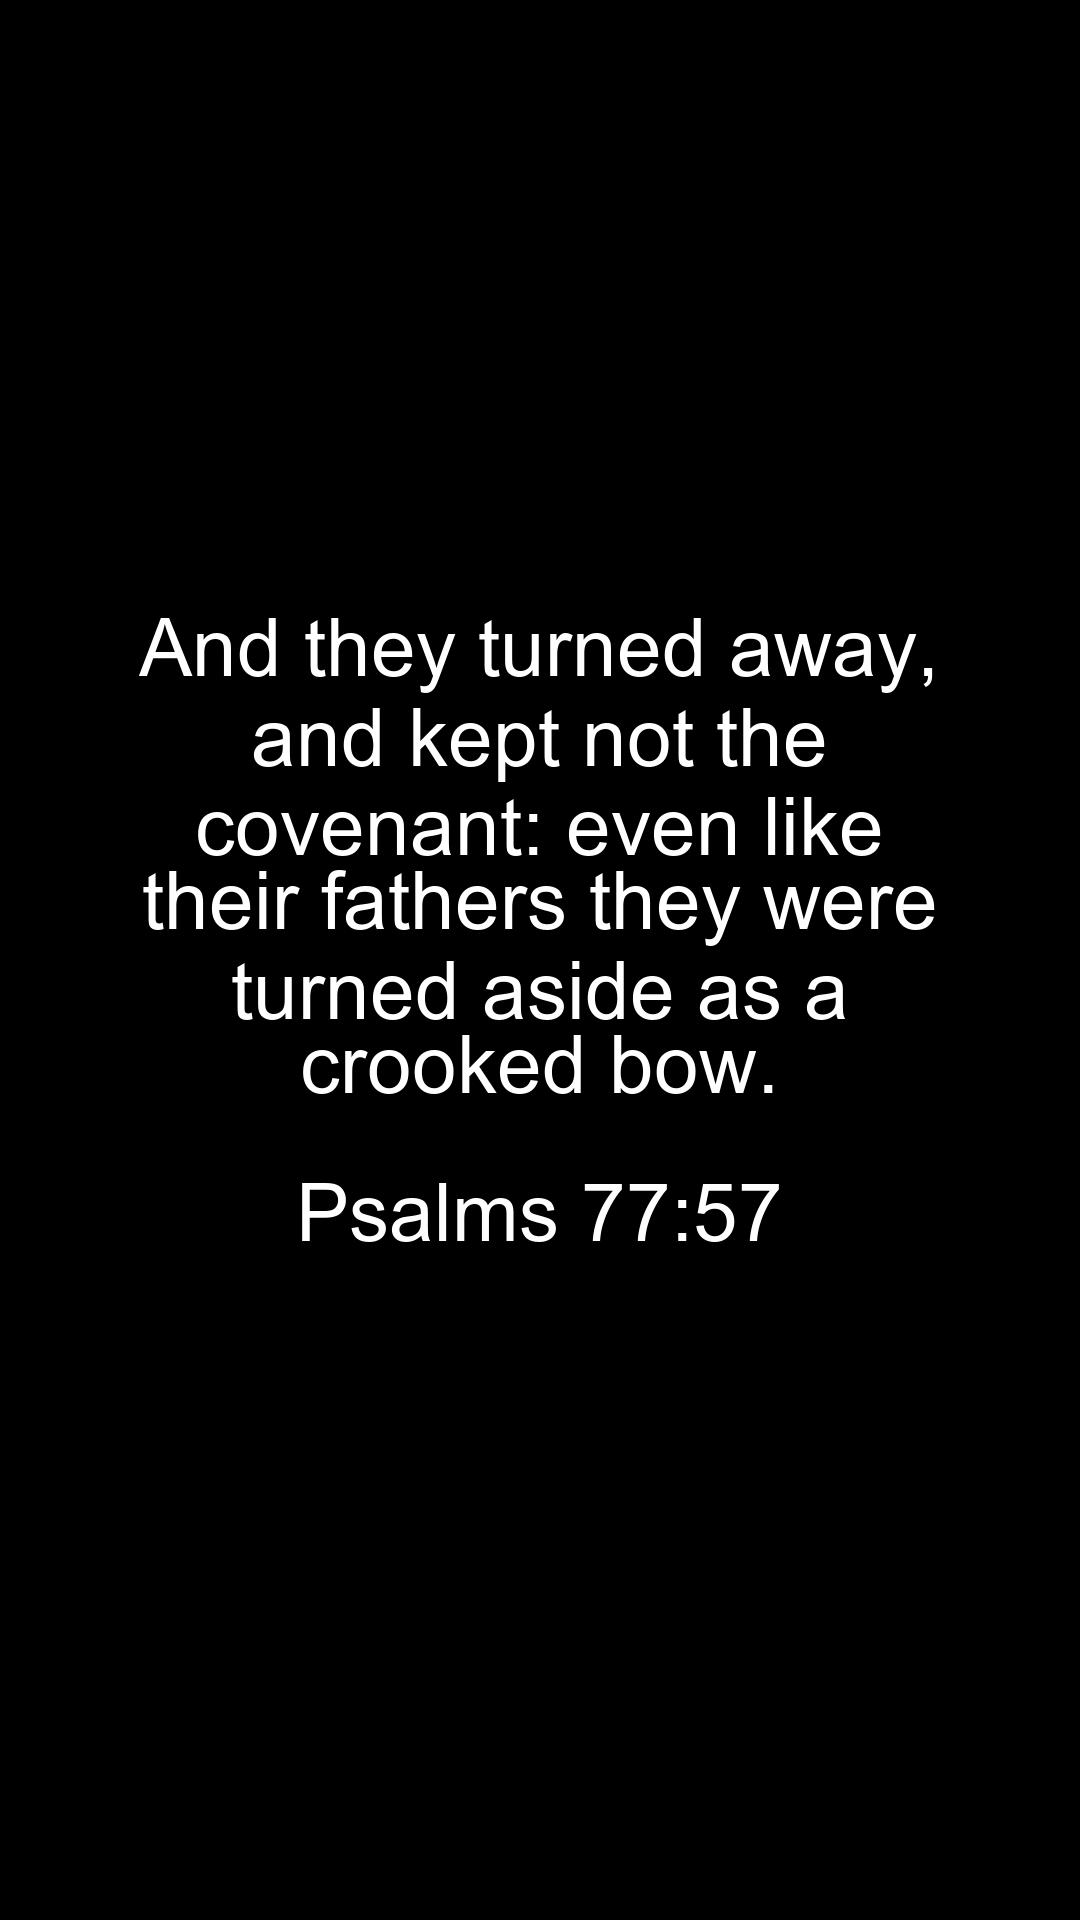 And they turned away,
and kept not the
covenant: even like
their fathers they were
turned aside as a
crooked bow.
Psalms 77:57